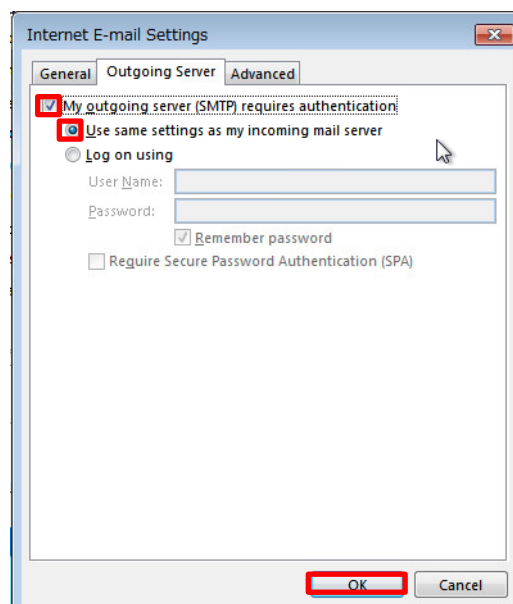 Internet E-mail Settings
General Outgoing Server Advanced
My outgoing server (SMTP) requires authentication
Use same settings as my incoming mail server
Log on using
User Name:
Password:
Remember password
Require Secure Password Authentication (SPA)
OK Cancel